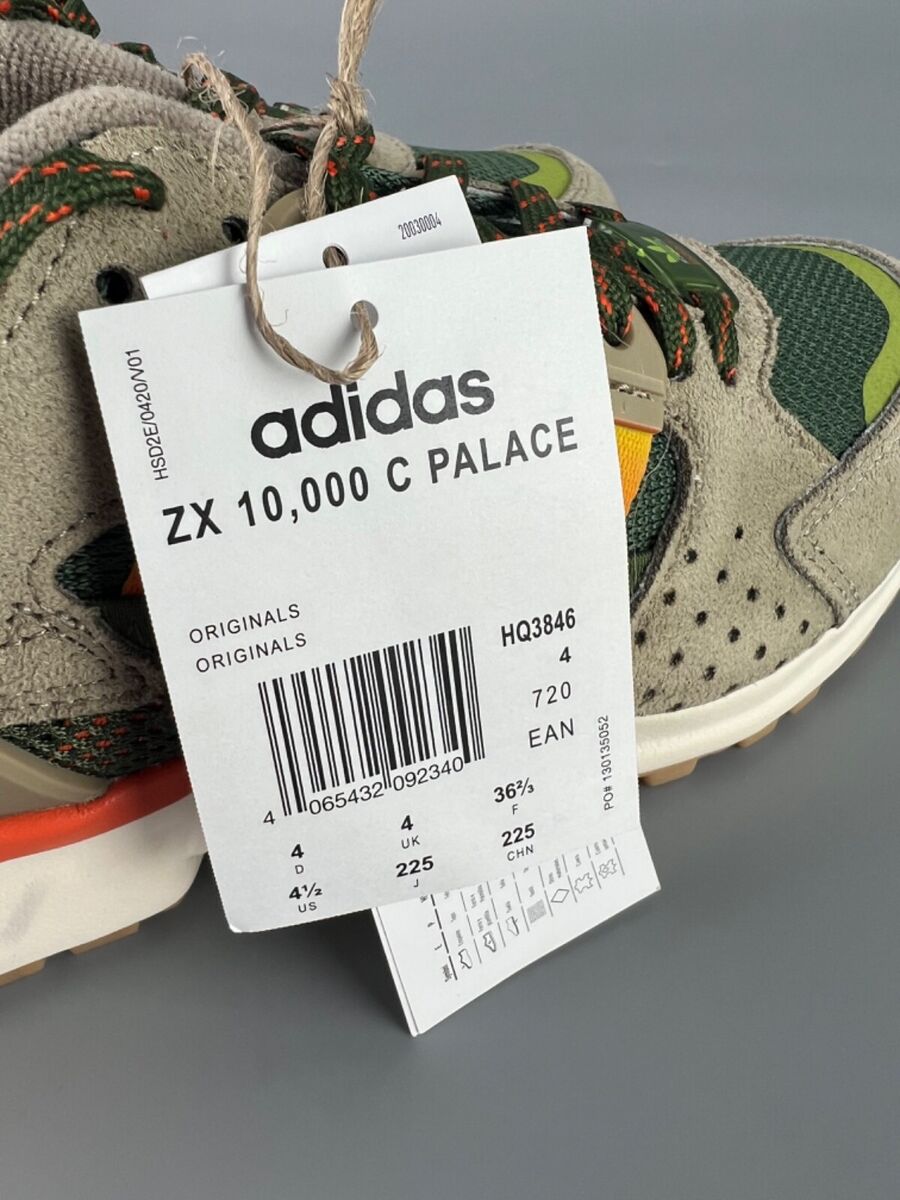 20030004
HSD2E/0420/V01
adidas
ZX 10,000 C PALACE
ORIGINALS
ORIGINALS
HQ3846
4
720
EAN
PO# 130135052
4 065432 092340
4
D
4
UK
36⅔
F
4½
US
225
J
225
CHN